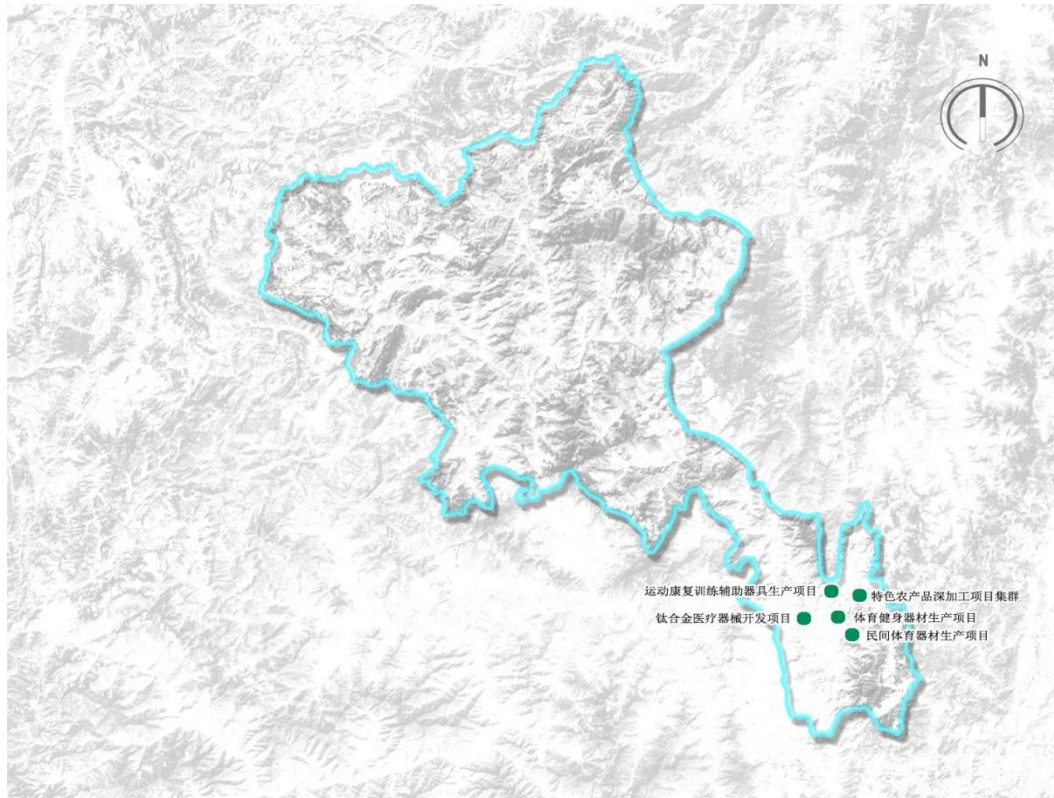 N
运动康复训练辅助器具生产项目
特色农产品深加工项目集群
钛合金医疗器械开发项目
体育健身器材生产项目
民间体育器材生产项目